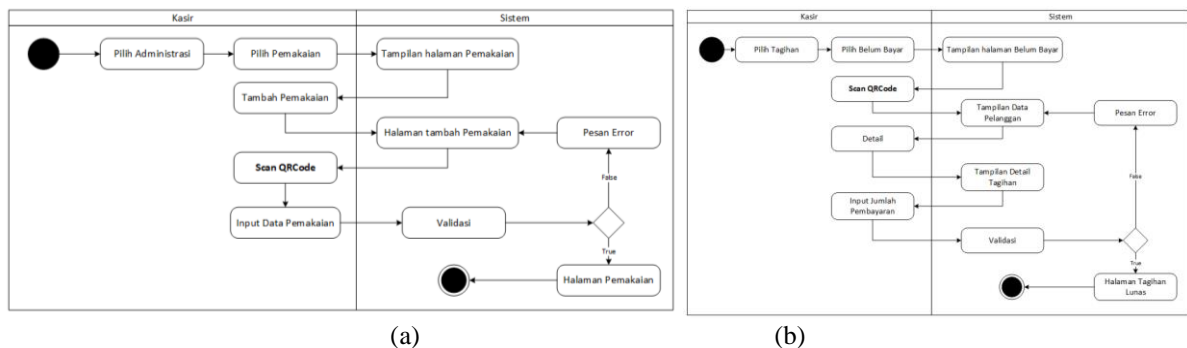 Kasir
Sistem
Pilih Administrasi
Pilih Pemakaian
Tampilan halaman Pemakaian
Tambah Pemakaian
Halaman tambah Pemakaian
Pesan Error
Scan QRCode
False
Input Data Pemakaian
Validasi
True
Halaman Pemakaian
(a)
Kasir
Sistem
Pilih Tagihan
Pilih Belum Bayar
Tampilan halaman Belum Bayar
Scan QRCode
Tampilan Data
Pelanggan
Pesan Error
Detail
False
Tampilan Detail
Tagihan
Input Jumlah
Pembayaran
Validasi
True
Halaman Tagihan
Lunas
(b)